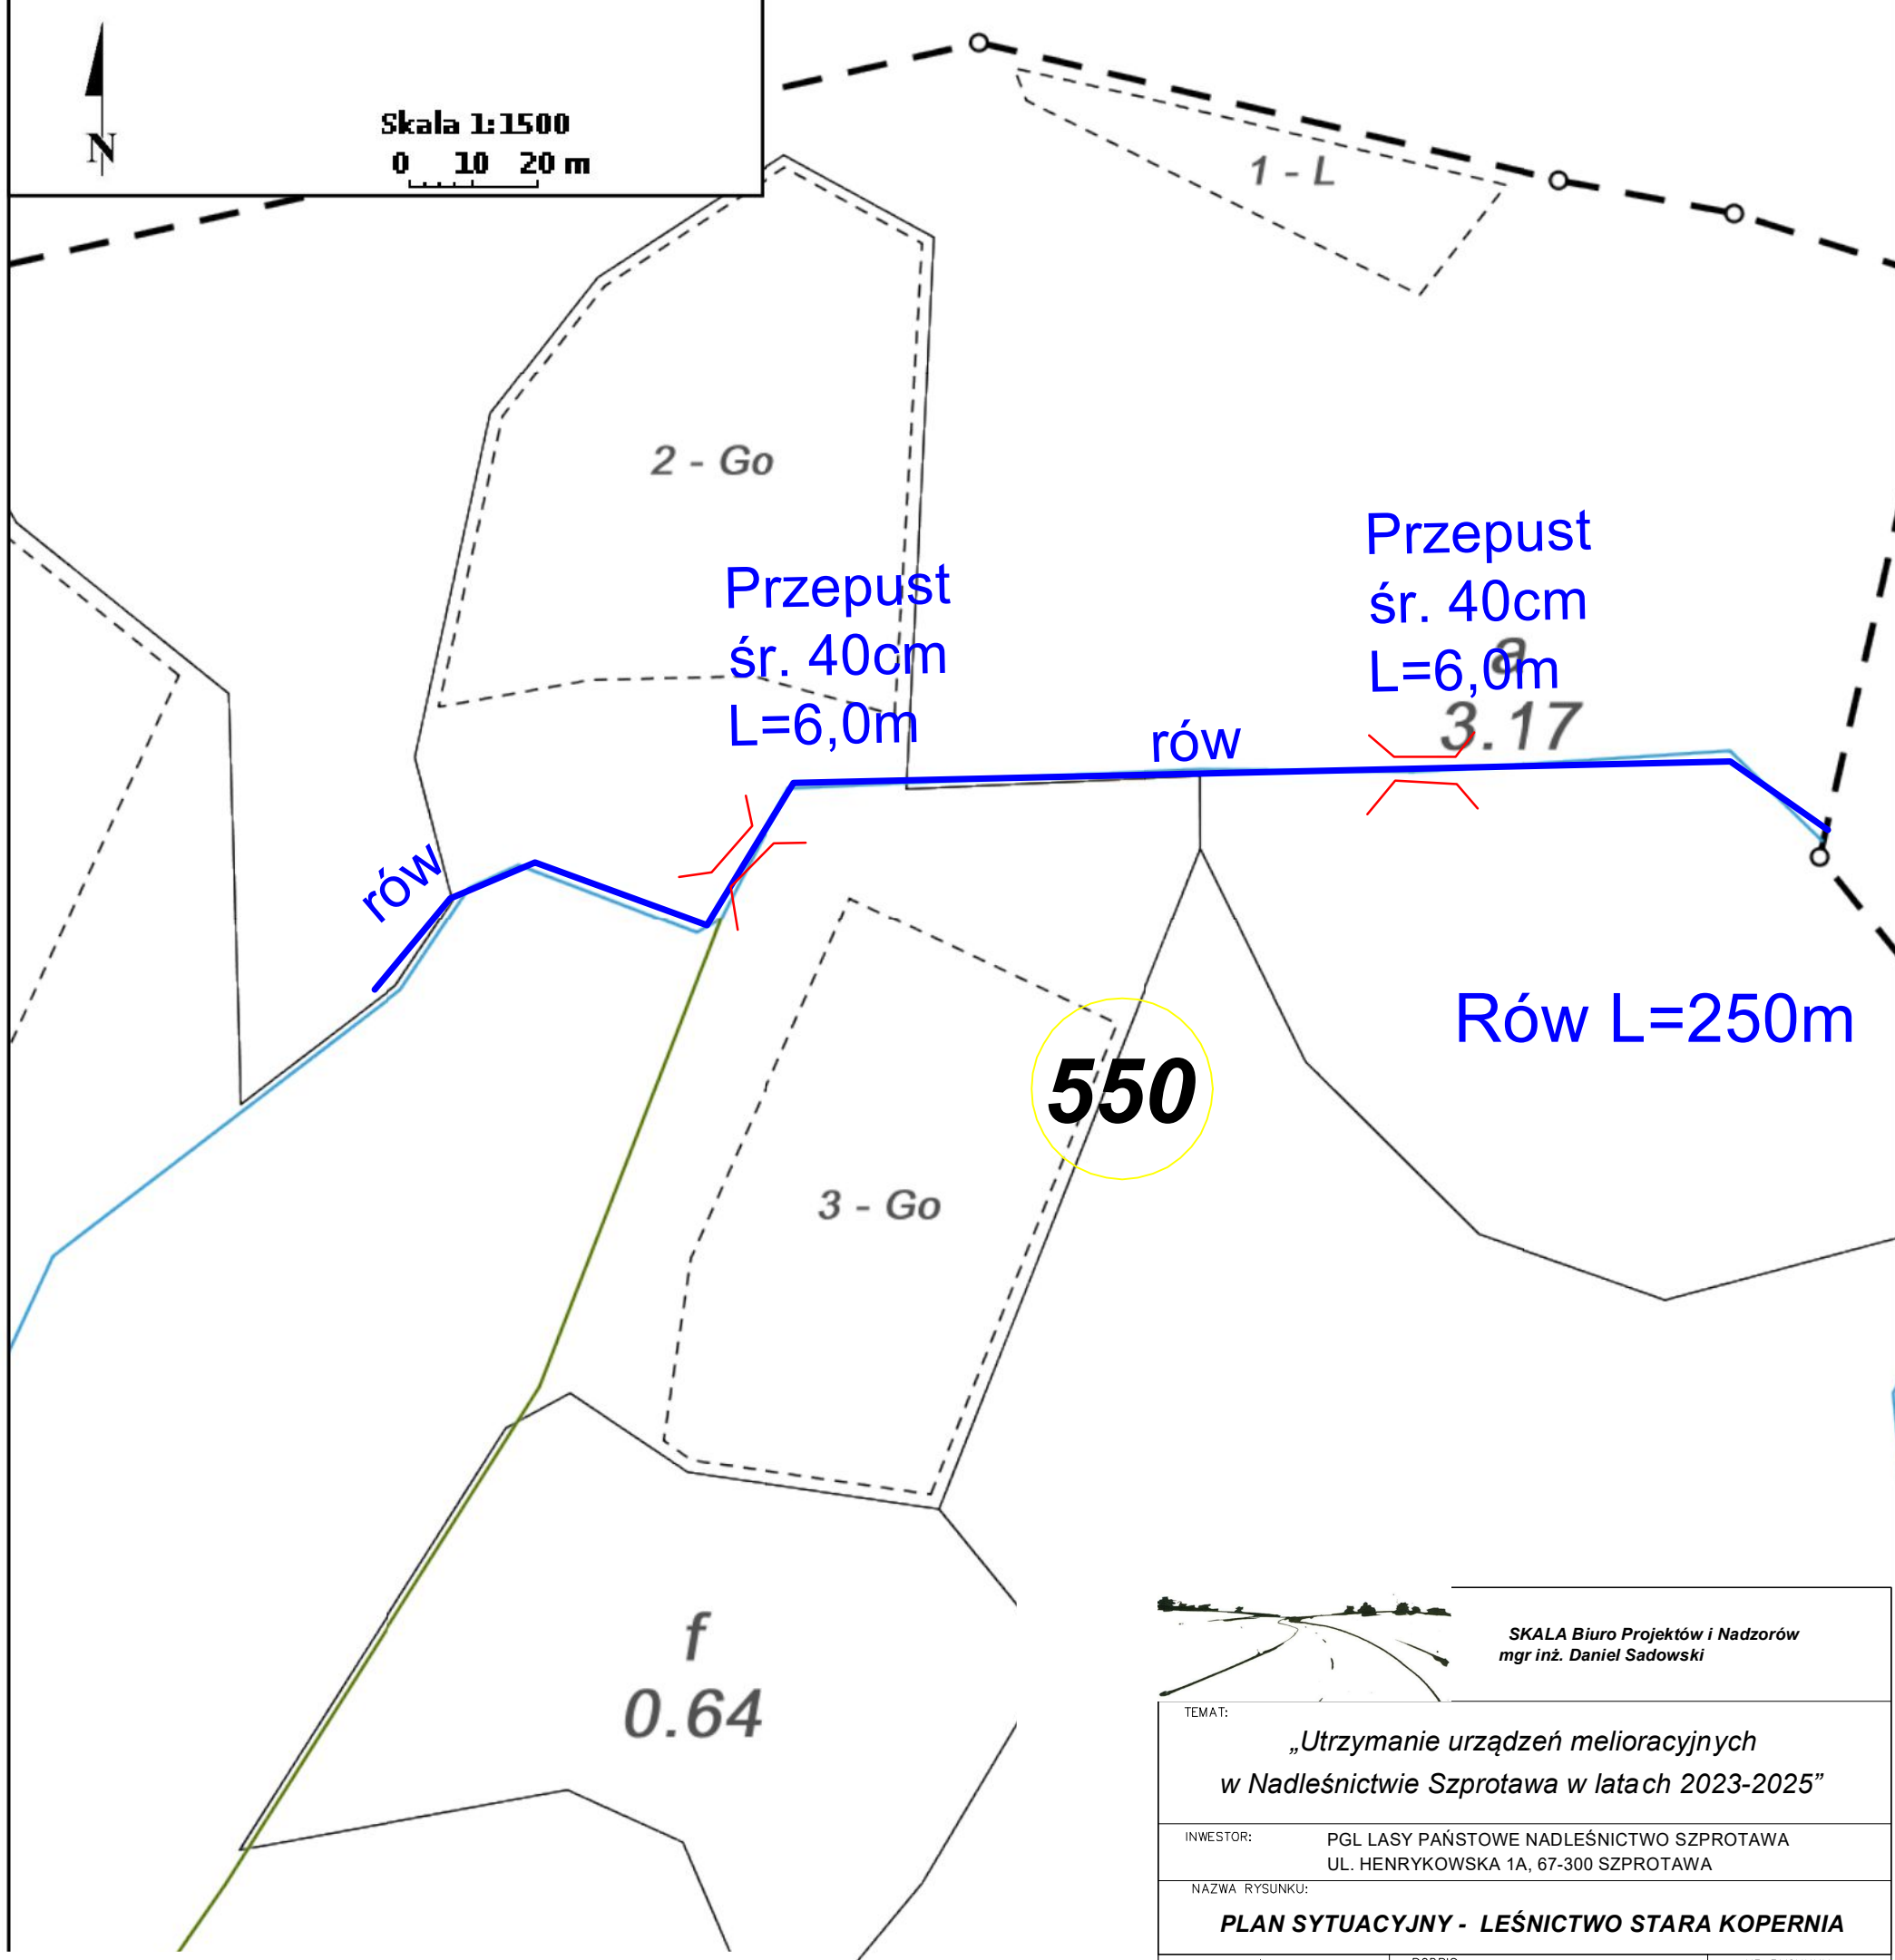 N
Skala 1:1500
0 10 20 m
1 - L
2 - Go
Przepust
śr. 40cm
L=6,0m
Przepust
śr. 40cm
L=6,0m
a
3.17
rów
rów
Rów L=250m
550
3 - Go
f
0.64
SKALA Biuro Projektów i Nadzorów
mgr inż. Daniel Sadowski
TEMAT:
„Utrzymanie urządzeń melioracyjnych
w Nadleśnictwie Szprotawa w latach 2023-2025”
INWESTOR:
PGL LASY PAŃSTOWE NADLEŚNICTWO SZPROTAWA
UL. HENRYKOWSKA 1A, 67-300 SZPROTAWA
NAZWA RYSUNKU:
PLAN SYTUACYJNY - LEŚNICTWO STARA KOPERNIA